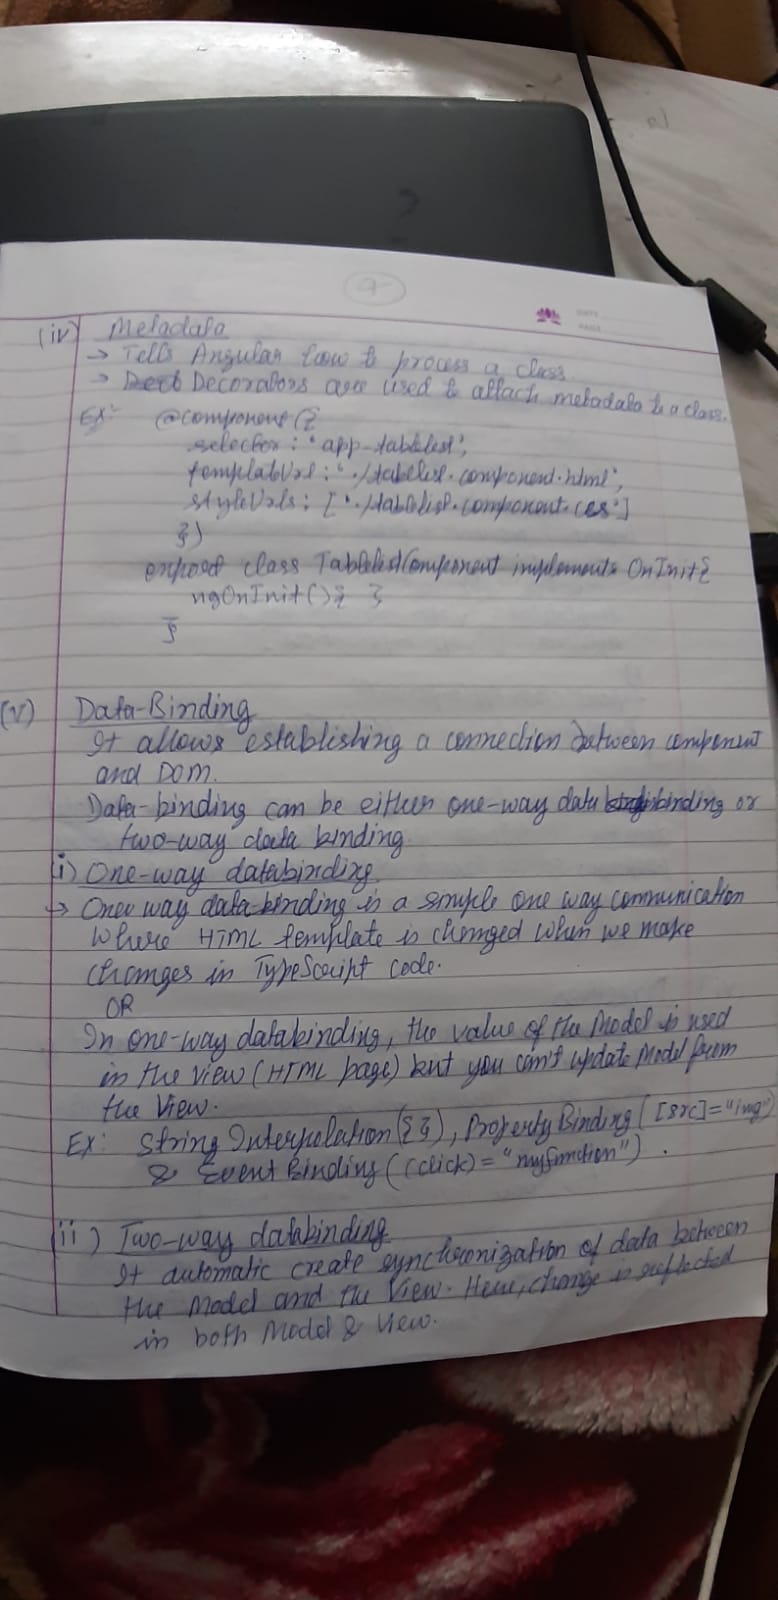 9
DATE
PAGE
(iv) Metadata
→ Tells Angular how to process a class
→ Decorators are used to attach metadata to a class.
Ex:- @component({
selector: 'app-tablelist',
templateUrl: './tablelist.component.html',
styleUrls: ['./tablelist.component.css']
})
export class TablelistComponent implements OnInit{
ngOnInit(){ }
}
(v) Data-Binding
It allows establishing a connection between component
and DOM.
Data-binding can be either one-way data binding or
two-way data binding.
(i) One-way databinding
→ One way data-binding is a simple one way communication
where HTML template is changed when we make
changes in TypeScript code.
OR
In one-way databinding, the value of the Model is used
in the view (HTML page) but you can't update Model from
the View.
Ex: String Interpolation({}), Property Binding([src]="img")
& Event Binding((click)="myfunction").
ii) Two-way databinding
It automatic create synchronization of data between
the Model and the View. Here, change is reflected
in both Model & View.